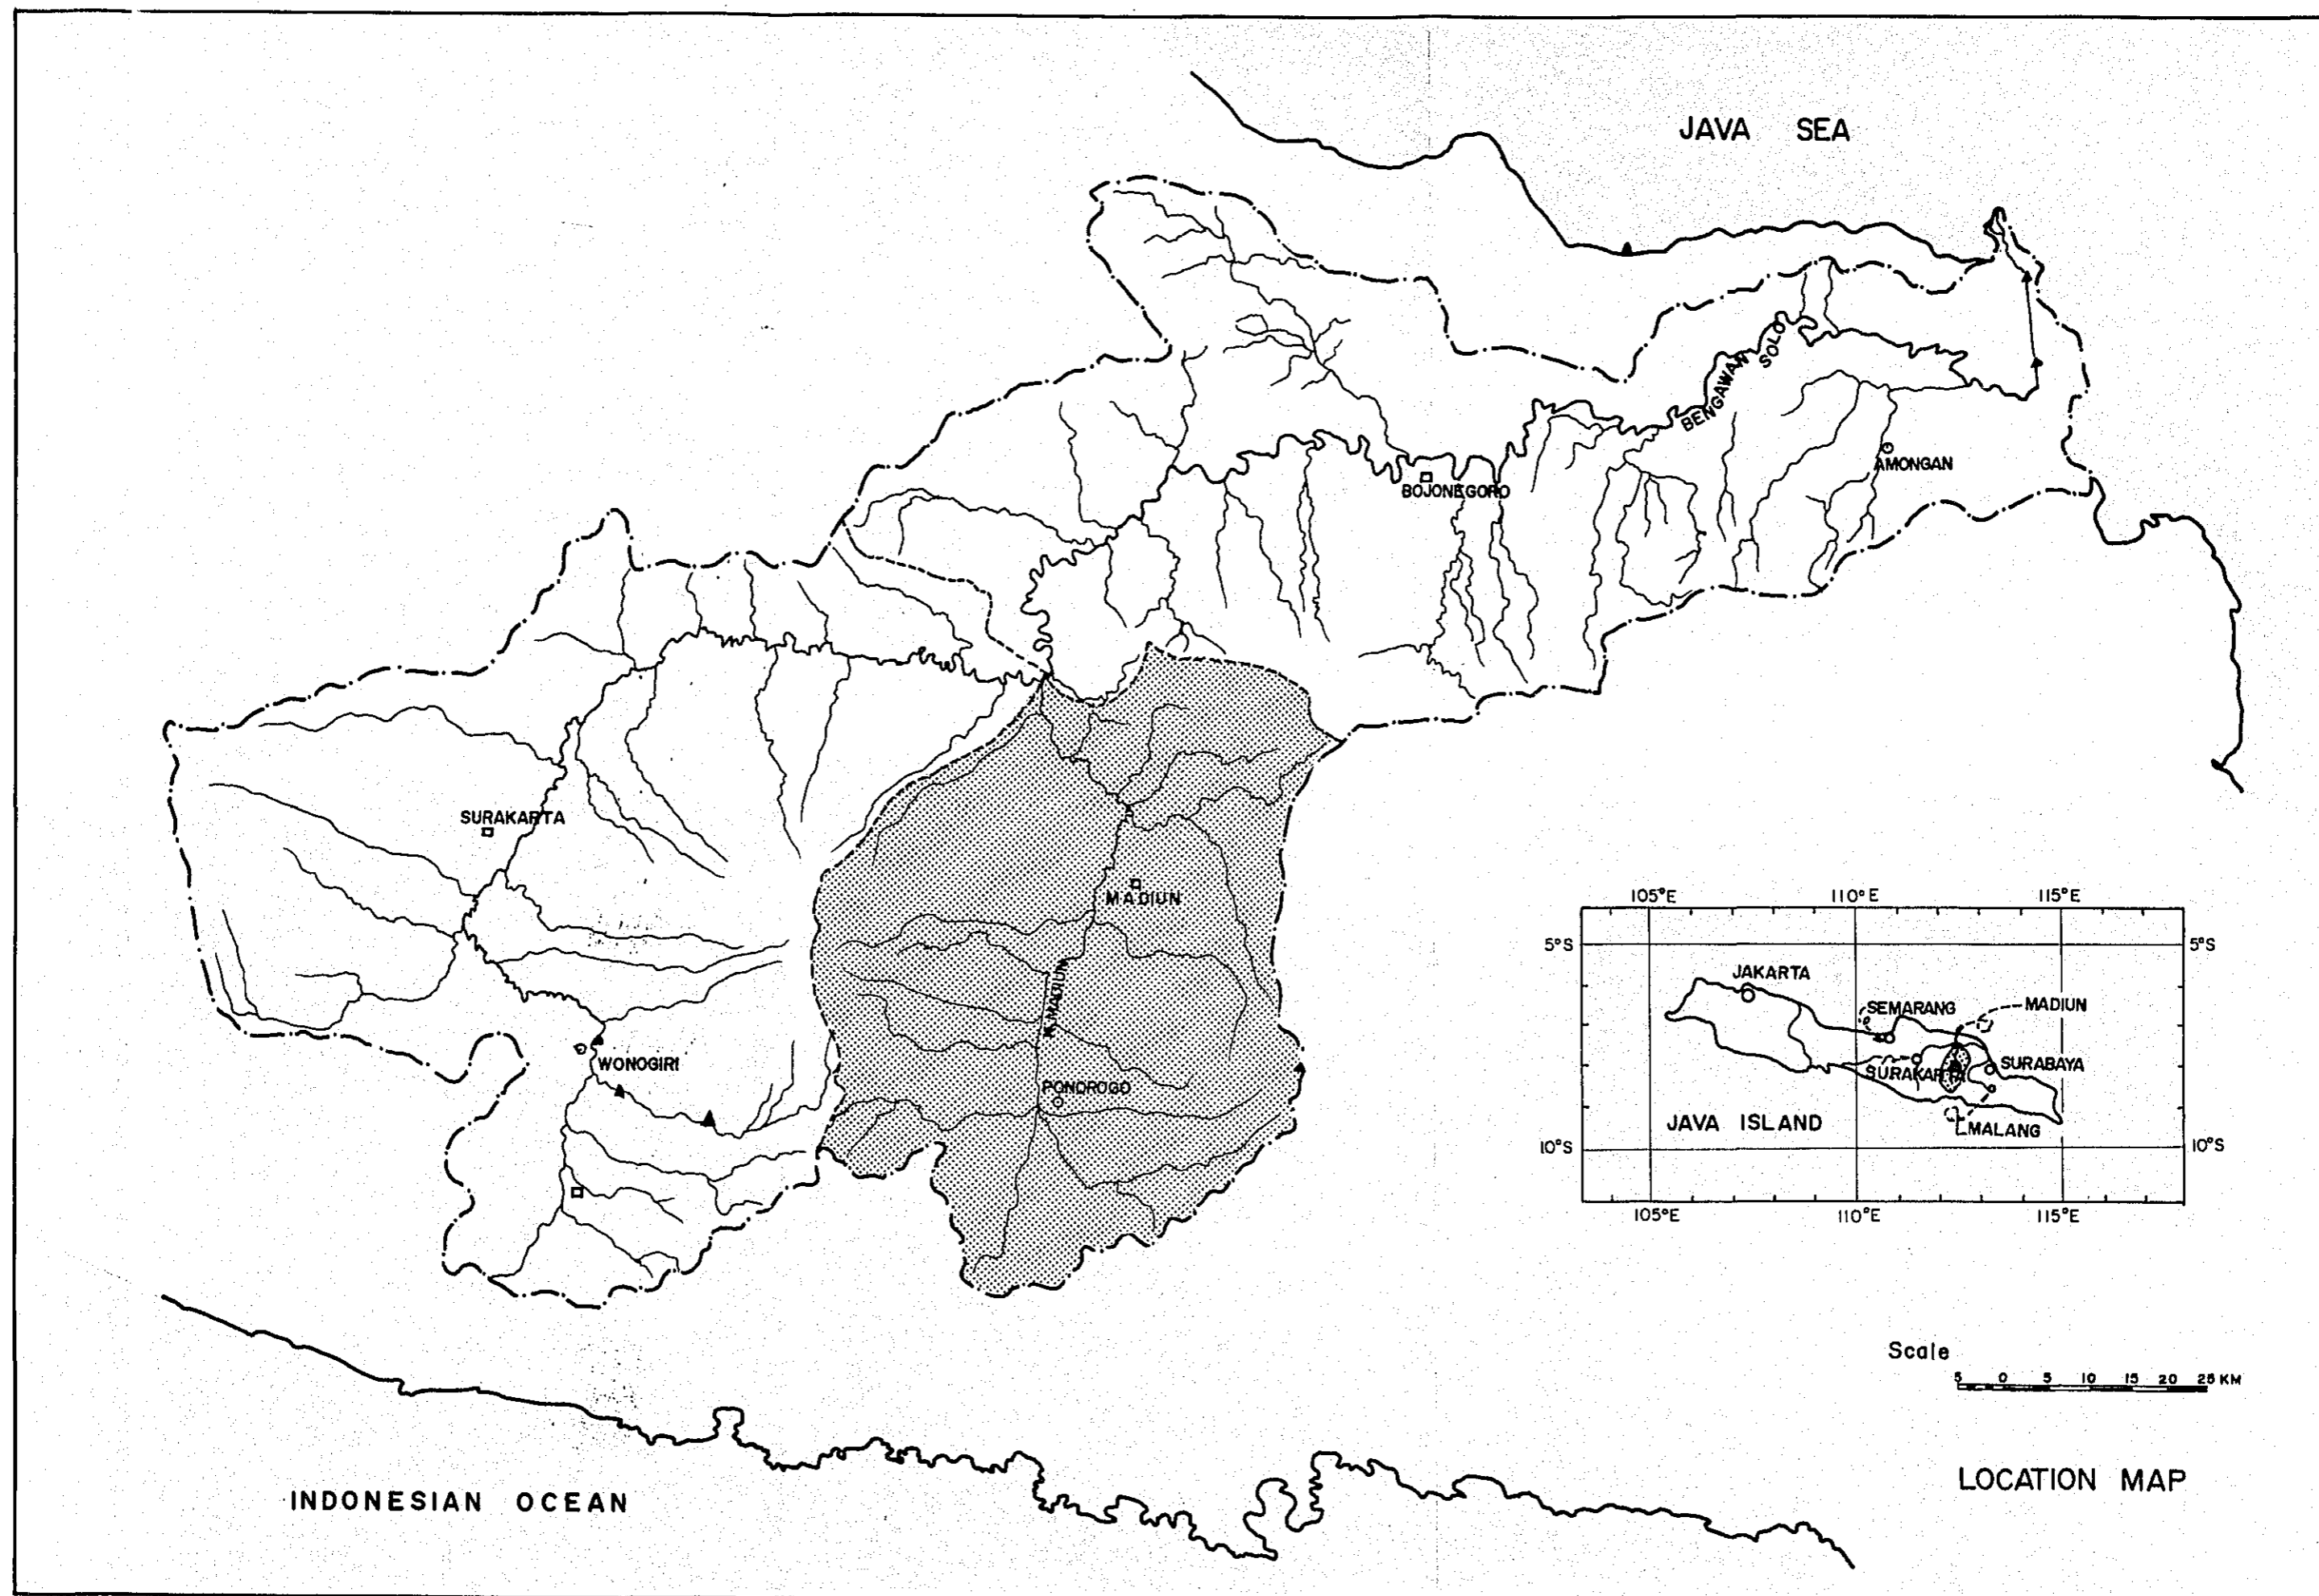 JAVA SEA
BENGAWAN SOLO
AMONGAN
BOJONEGORO
SURAKARTA
MADIUN
K. MADIUN
WONOGIRI
PONOROGO
105°E 110°E 115°E
5°S 5°S
JAKARTA
SEMARANG
MADIUN
SURABAYA
SURAKARTA
JAVA ISLAND
MALANG
10°S 10°S
105°E 110°E 115°E
Scale
5 0 5 10 15 20 25 KM
INDONESIAN OCEAN
LOCATION MAP